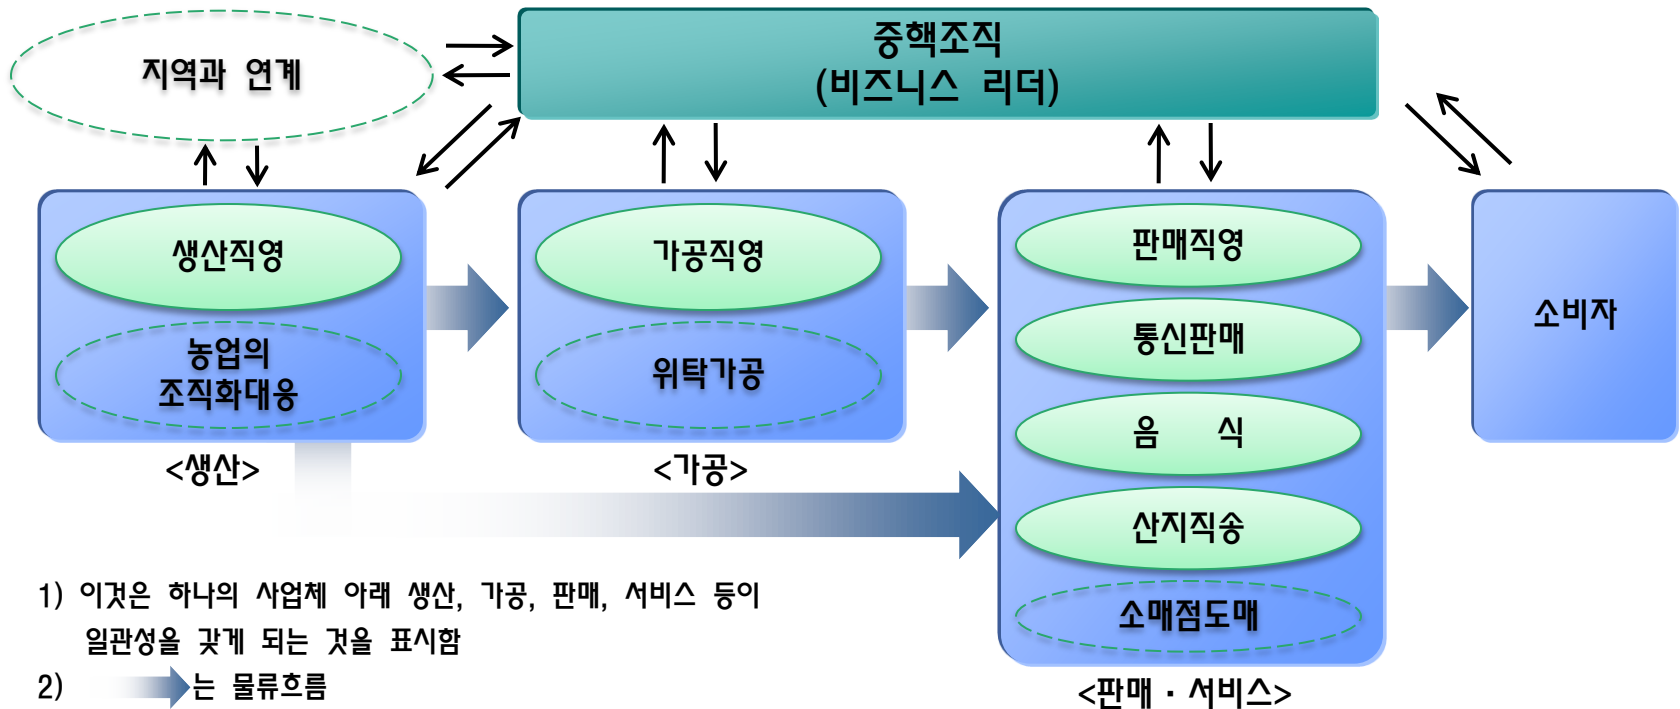 지역과 연계
중핵조직
(비즈니스 리더)
생산직영
농업의
조직화대응
<생산>
가공직영
위탁가공
<가공>
판매직영
통신판매
음 식
산지직송
소매점도매
<판매 · 서비스>
소비자
1) 이것은 하나의 사업체 아래 생산, 가공, 판매, 서비스 등이
일관성을 갖게 되는 것을 표시함
2) 는 물류흐름